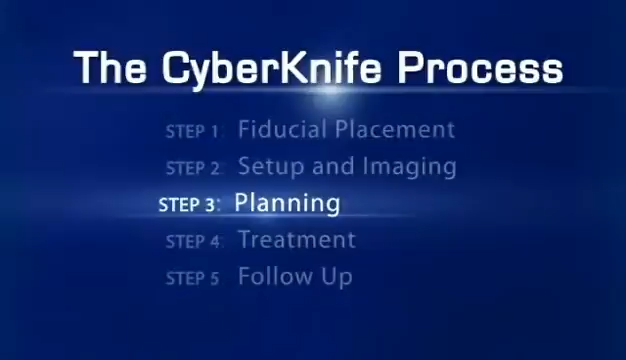 The CyberKnife Process
STEP 1: Fiducial Placement
STEP 2: Setup and Imaging
STEP 3: Planning
STEP 4: Treatment
STEP 5 Follow Up